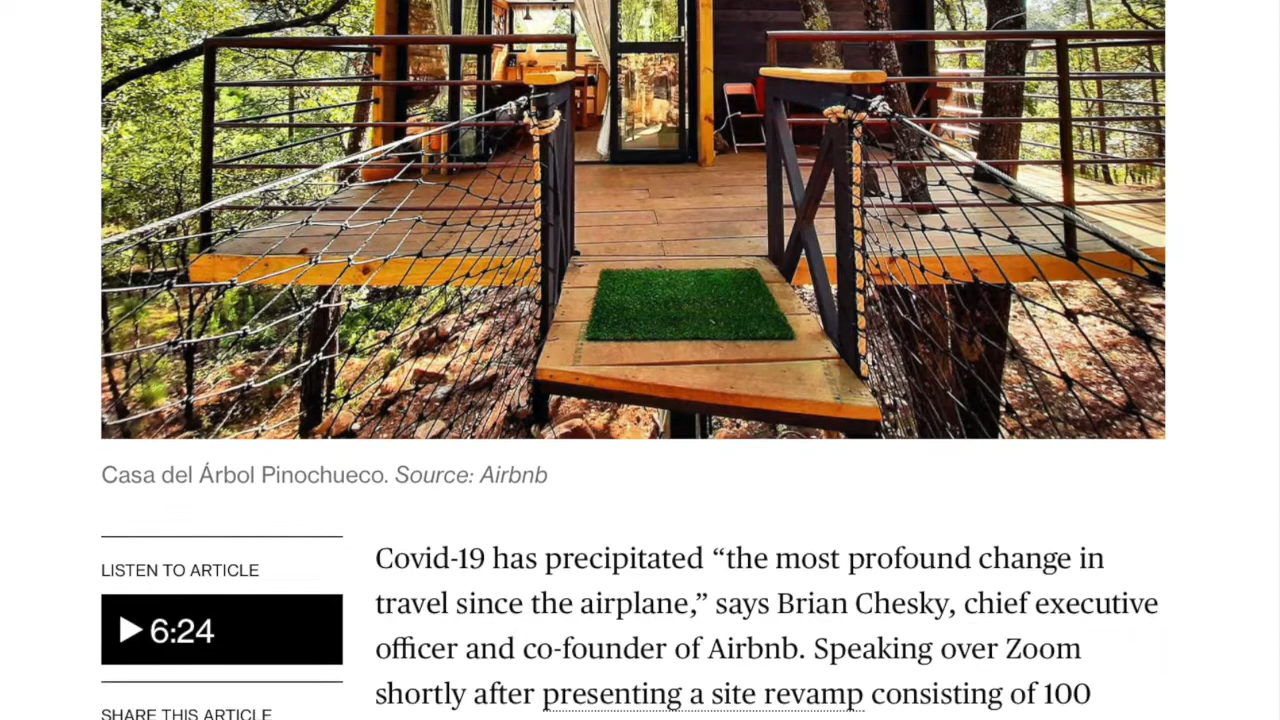 Casa del Árbol Pinochueco. Source: Airbnb
LISTEN TO ARTICLE
6:24
SHARE THIS ARTICLE
Covid-19 has precipitated “the most profound change in
travel since the airplane,” says Brian Chesky, chief executive
officer and co-founder of Airbnb. Speaking over Zoom
shortly after presenting a site revamp consisting of 100